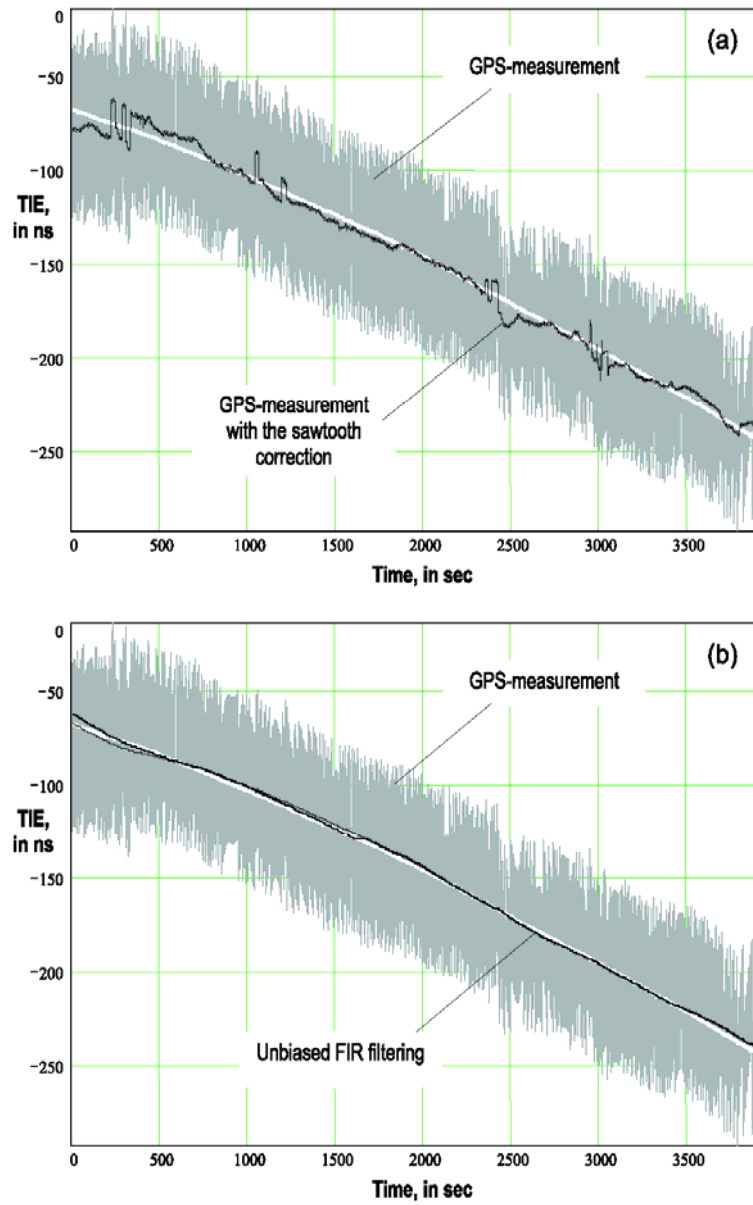 0
(a)
GPS-measurement
−50
−100
TIE,
in ns
−150
−200
GPS-measurement
with the sawtooth
correction
−250
0 500 1000 1500 2000 2500 3000 3500
Time, in sec
0
(b)
GPS-measurement
−50
−100
TIE,
in ns
−150
−200
Unbiased FIR filtering
−250
0 500 1000 1500 2000 2500 3000 3500
Time, in sec